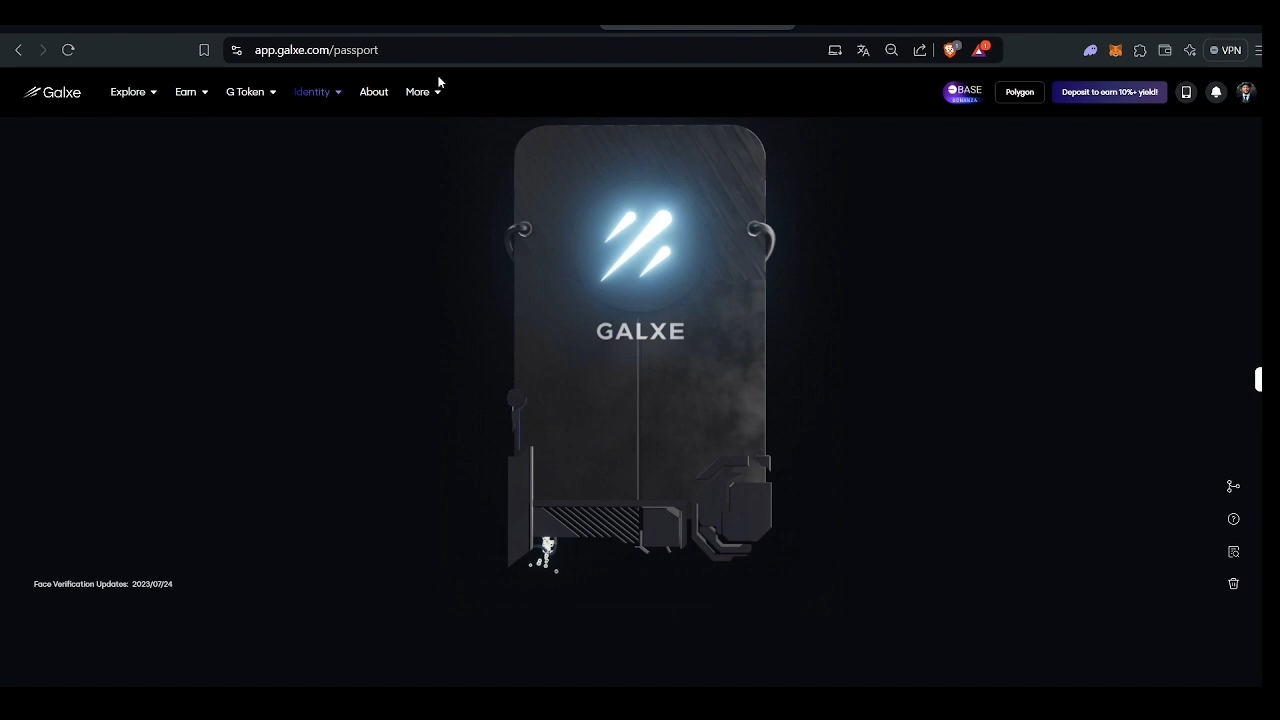 app.galxe.com/passport
VPN
Galxe
Explore
Earn
G Token
Identity
About
More
BASE
BONANZA
Polygon
Deposit to earn 10%+ yield!
GALXE
Face Verification Updates: 2023/07/24